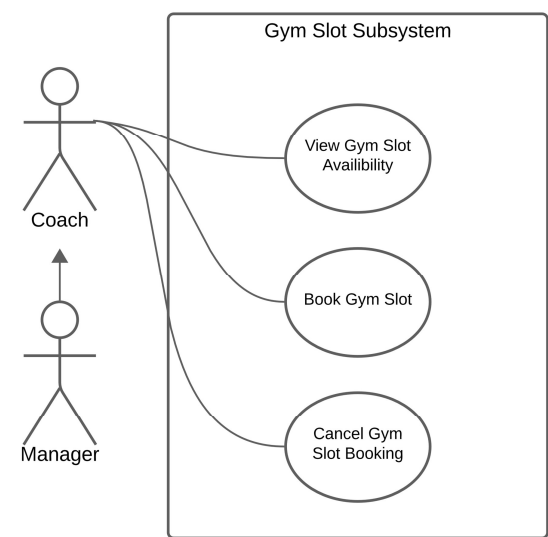 Gym Slot Subsystem
View Gym Slot
Availibility
Coach
Book Gym Slot
Cancel Gym
Slot Booking
Manager